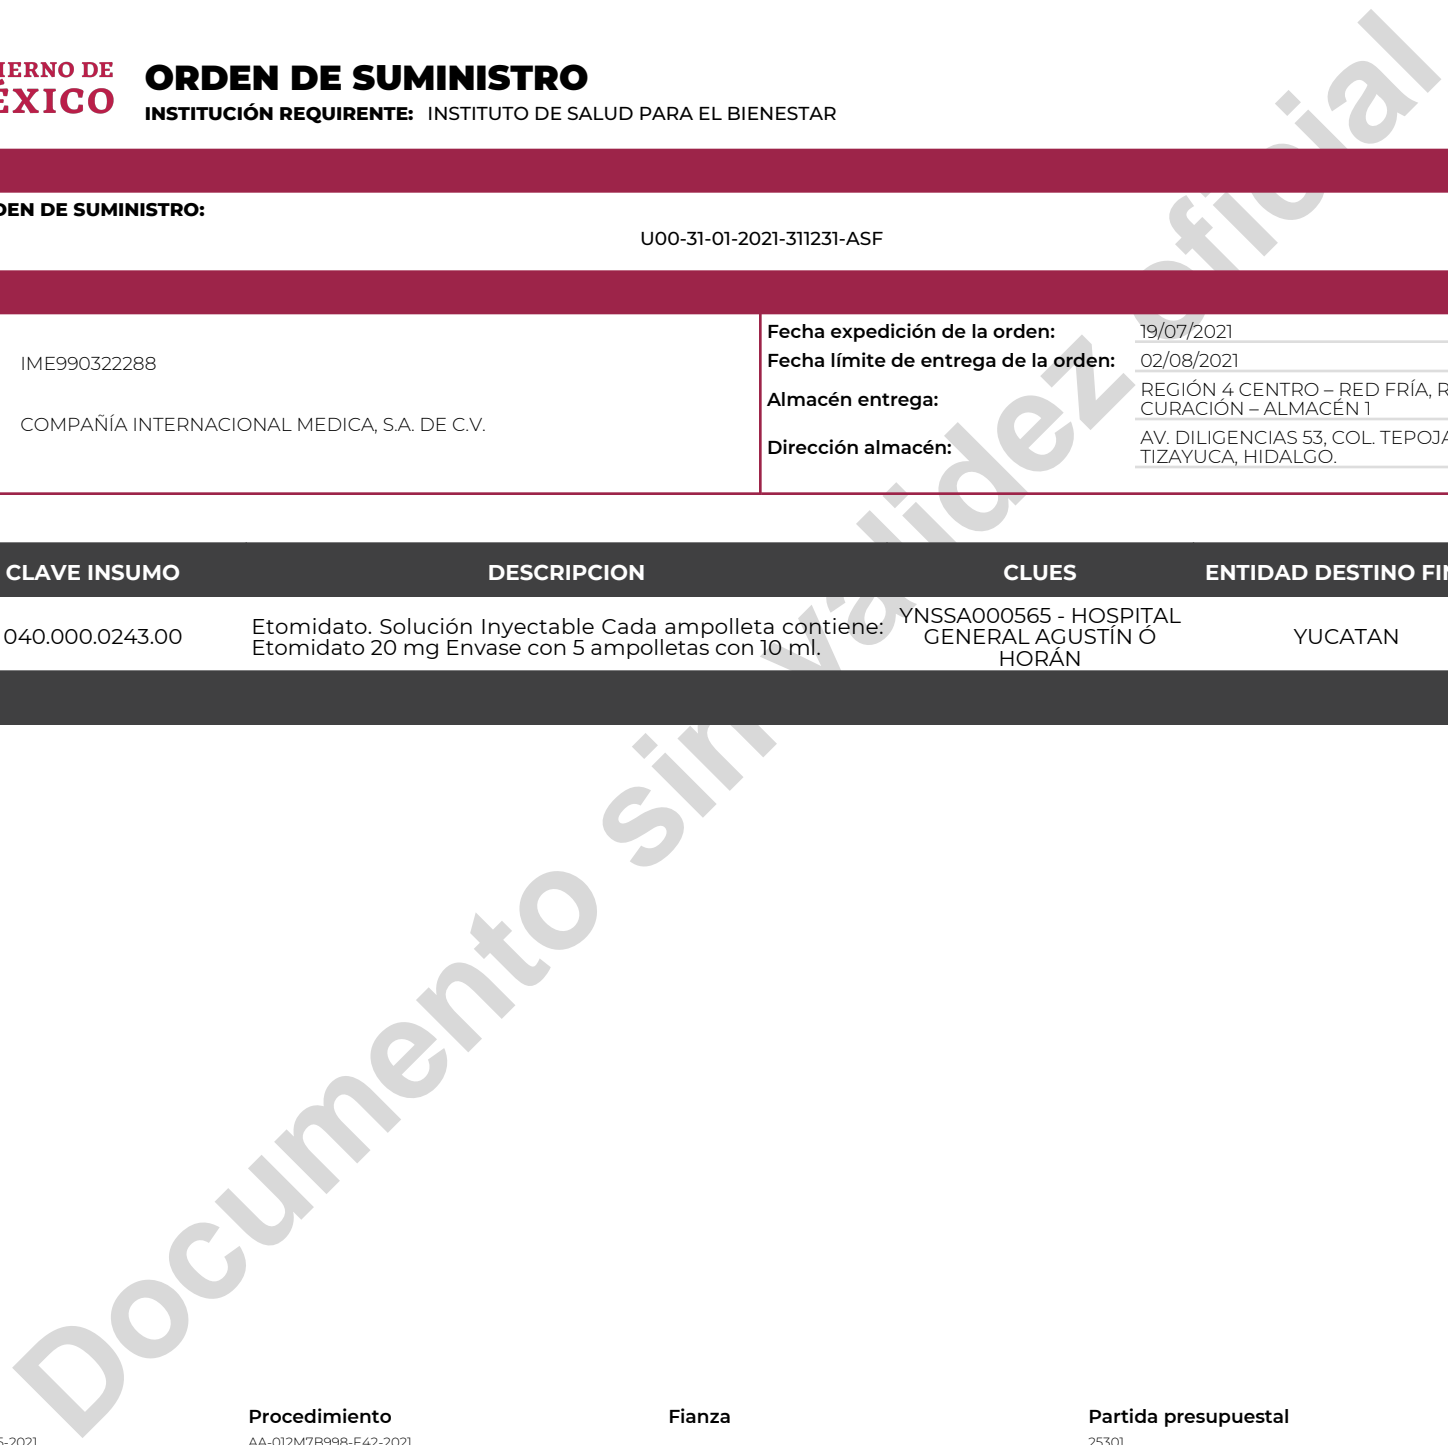 ORDEN DE SUMINISTRO
INSTITUCIÓN REQUIRENTE: INSTITUTO DE SALUD PARA EL BIENESTAR
DE
XICO
DE SUMINISTRO:
U00-31-01-2021-311231-ASF
IME990322288
COMPAÑÍA INTERNACIONAL MEDICA, S.A. DE C.V.
Fecha expedición de la orden: 19/07/2021
Fecha límite de entrega de la orden: 02/08/2021
Almacén entrega: REGIÓN 4 CENTRO – RED FRÍA,
CURACIÓN – ALMACÉN 1
Dirección almacén: AV. DILIGENCIAS 53, COL.
TIZAYUCA, HIDALGO.
CLAVE INSUMO DESCRIPCION CLUES ENTIDAD DESTINO
040.000.0243.00
Etomidato. Solución Inyectable Cada ampolleta contiene:
Etomidato 20 mg Envase con 5 ampolletas con 10 ml.
YNSSA000565 - HOSPITAL
GENERAL AGUSTÍN Ó
HORÁN
YUCATAN
Documento sin validez oficial
Procedimiento Fianza Partida presupuestal
AA-012M7B998-E42-2021 25301